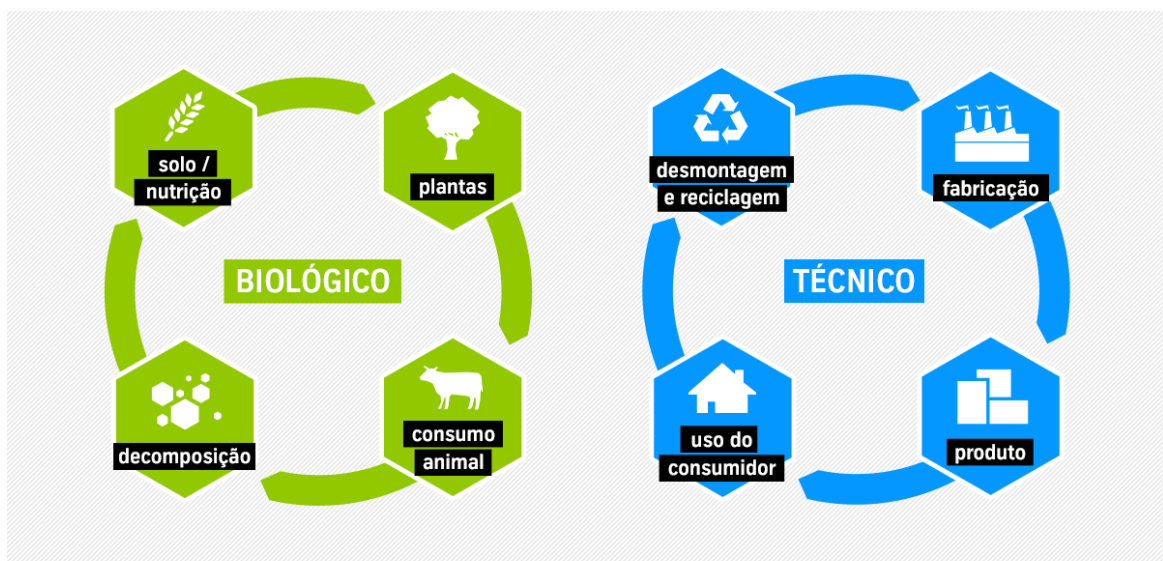 solo /
nutrição
plantas
BIOLÓGICO
decomposição
consumo
animal
desmontagem
e reciclagem
fabricação
TÉCNICO
uso do
consumidor
produto